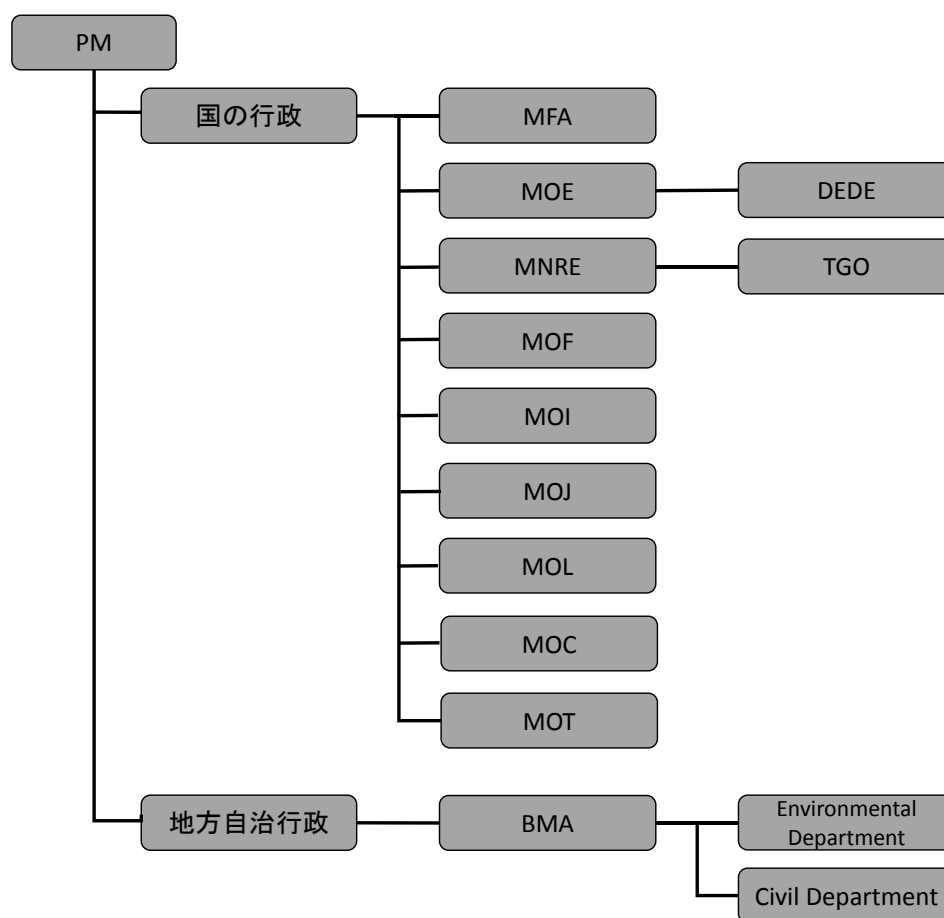 PM
国の行政
MFA
MOE
DEDE
MNRE
TGO
MOF
MOI
MOJ
MOL
MOC
MOT
地方自治行政
BMA
Environmental
Department
Civil Department